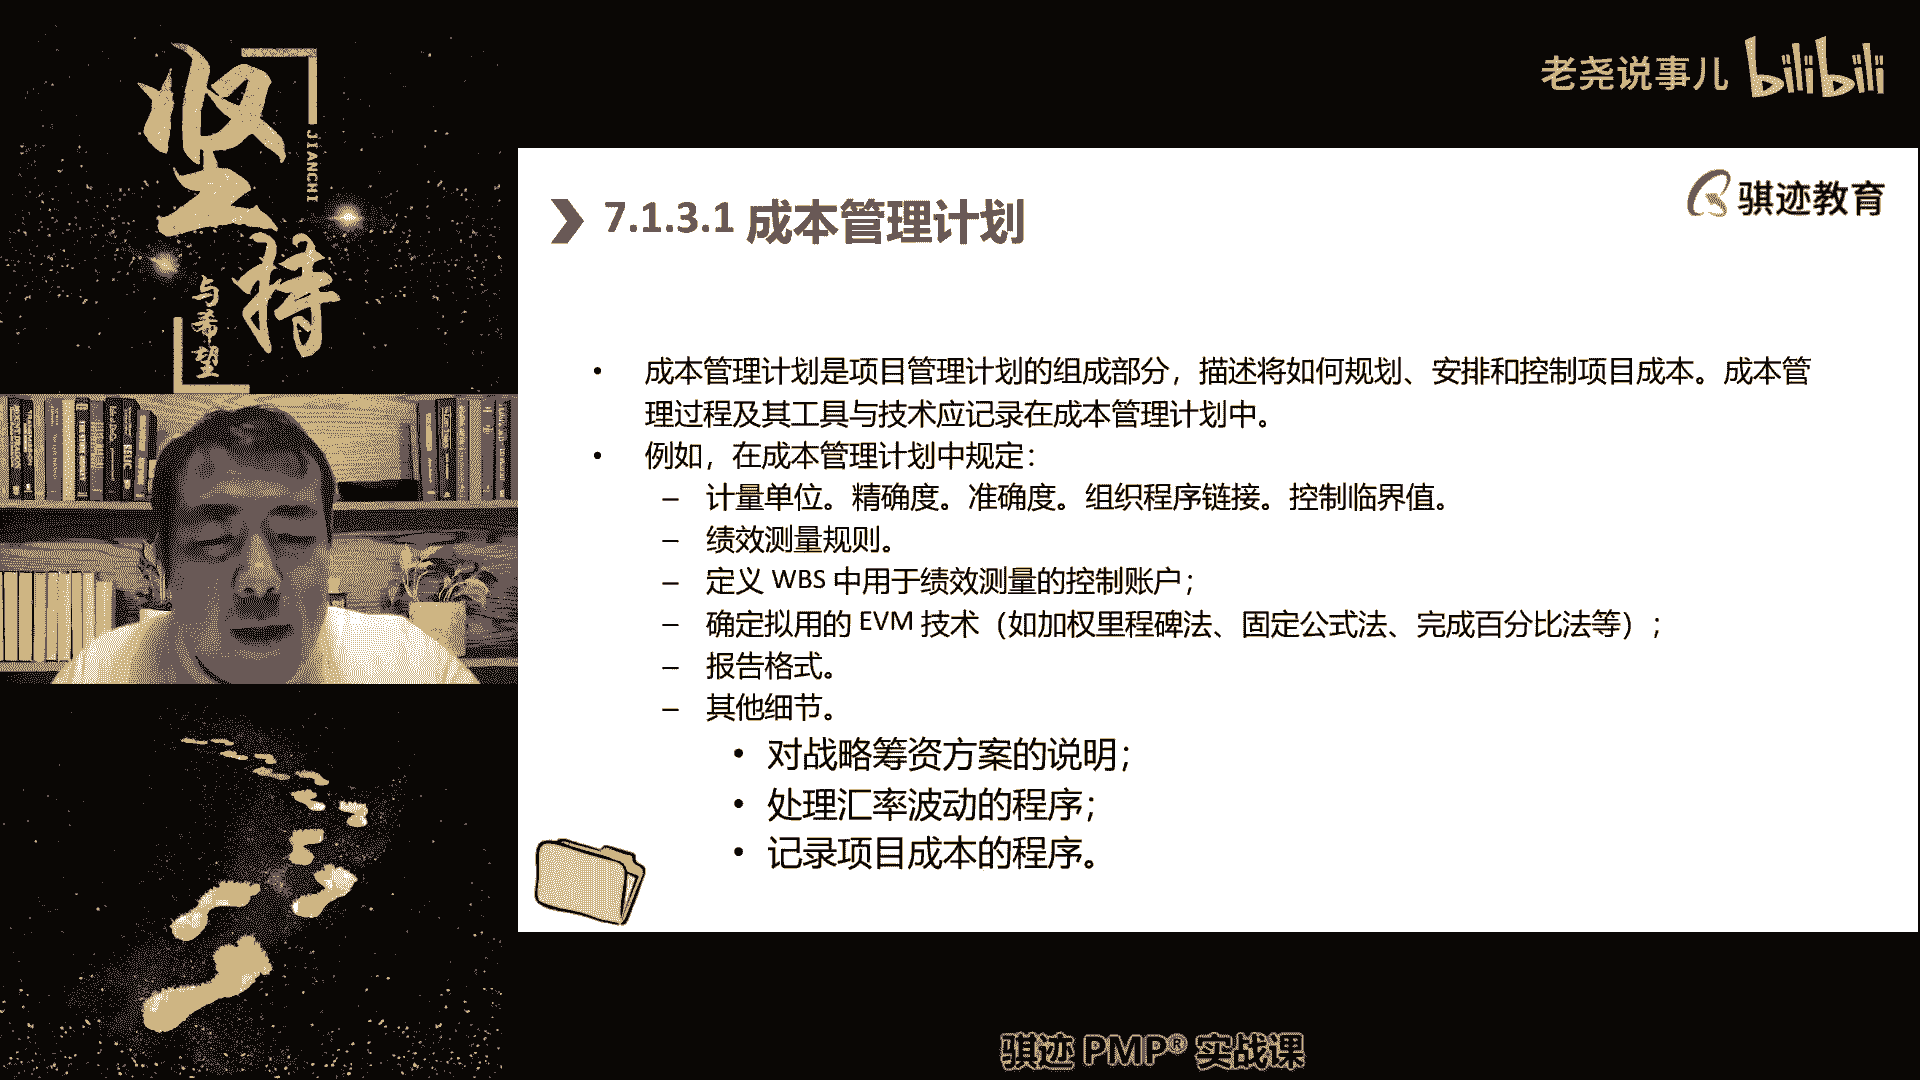 坚持
JIANCHI
与希望
老尧说事儿 bilibili
骐迹教育
7.1.3.1 成本管理计划
• 成本管理计划是项目管理计划的组成部分，描述将如何规划、安排和控制项目成本。成本管
理过程及其工具与技术应记录在成本管理计划中。
• 例如，在成本管理计划中规定：
– 计量单位。精确度。准确度。组织程序链接。控制临界值。
– 绩效测量规则。
– 定义 WBS 中用于绩效测量的控制账户；
– 确定拟用的 EVM 技术（如加权里程碑法、固定公式法、完成百分比法等）；
– 报告格式。
– 其他细节。
• 对战略筹资方案的说明；
• 处理汇率波动的程序；
• 记录项目成本的程序。
骐迹 PMP® 实战课